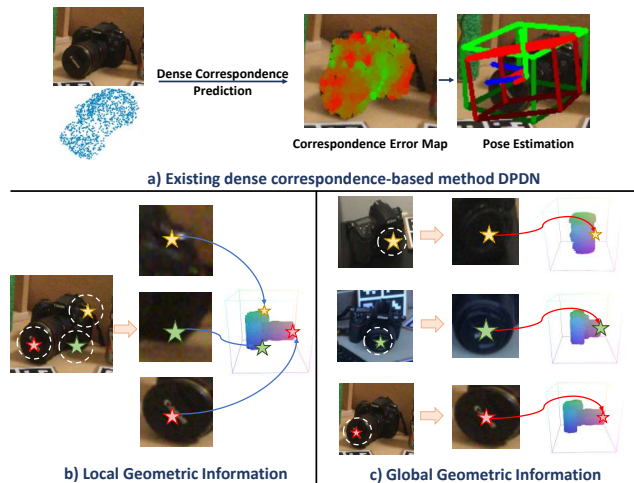 Dense Correspondence
Prediction
Correspondence Error Map
Pose Estimation
a) Existing dense correspondence-based method DPDN
b) Local Geometric Information
c) Global Geometric Information